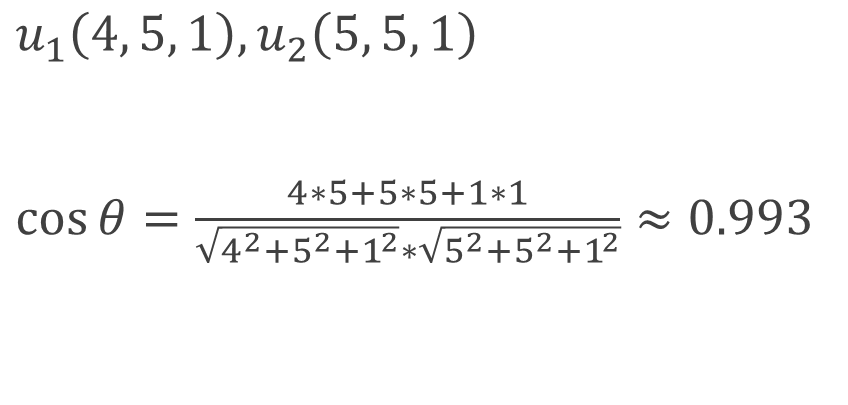 u₁(4, 5, 1), u₂(5, 5, 1)
cos θ = (4*5+5*5+1*1)/(√(4²+5²+1²)*√(5²+5²+1²)) ≈ 0.993